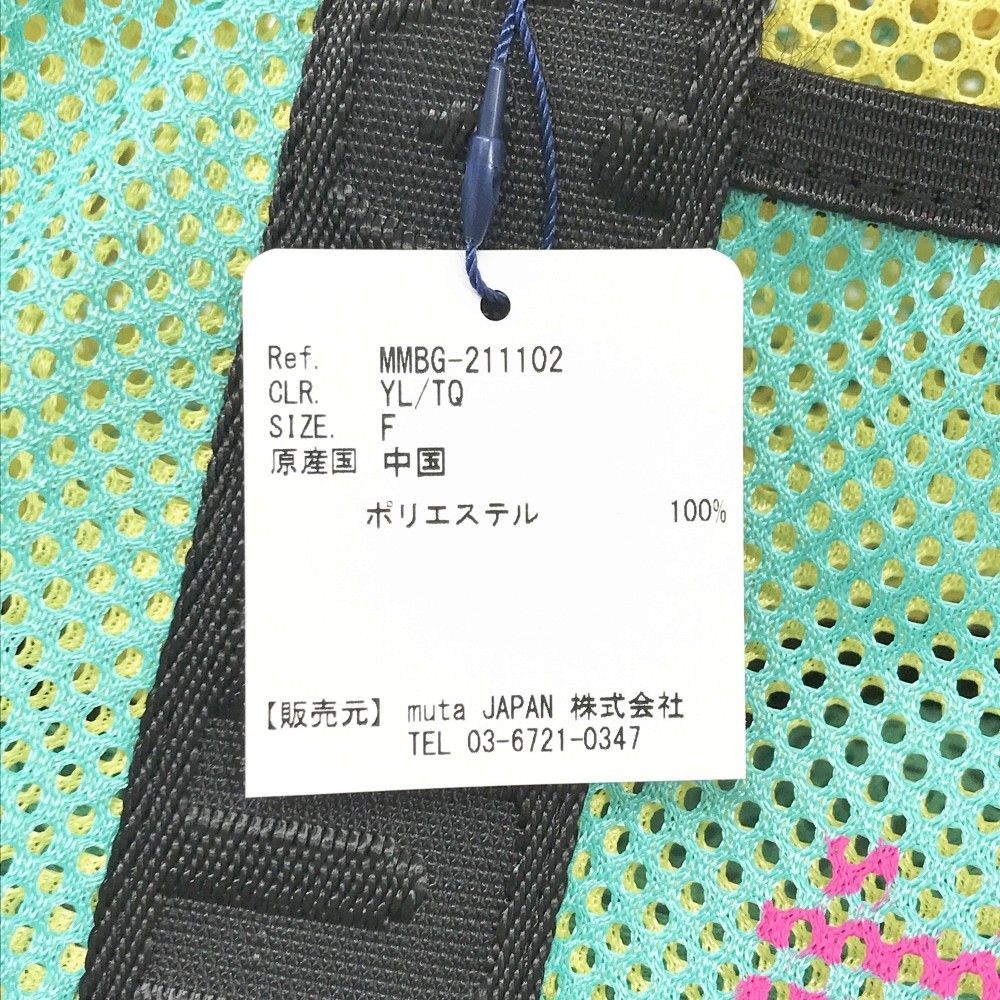 Ref. MMBG-211102
CLR. YL/TQ
SIZE. F
原産国 中国
ポリエステル 100%
【販売元】 muta JAPAN 株式会社
TEL 03-6721-0347